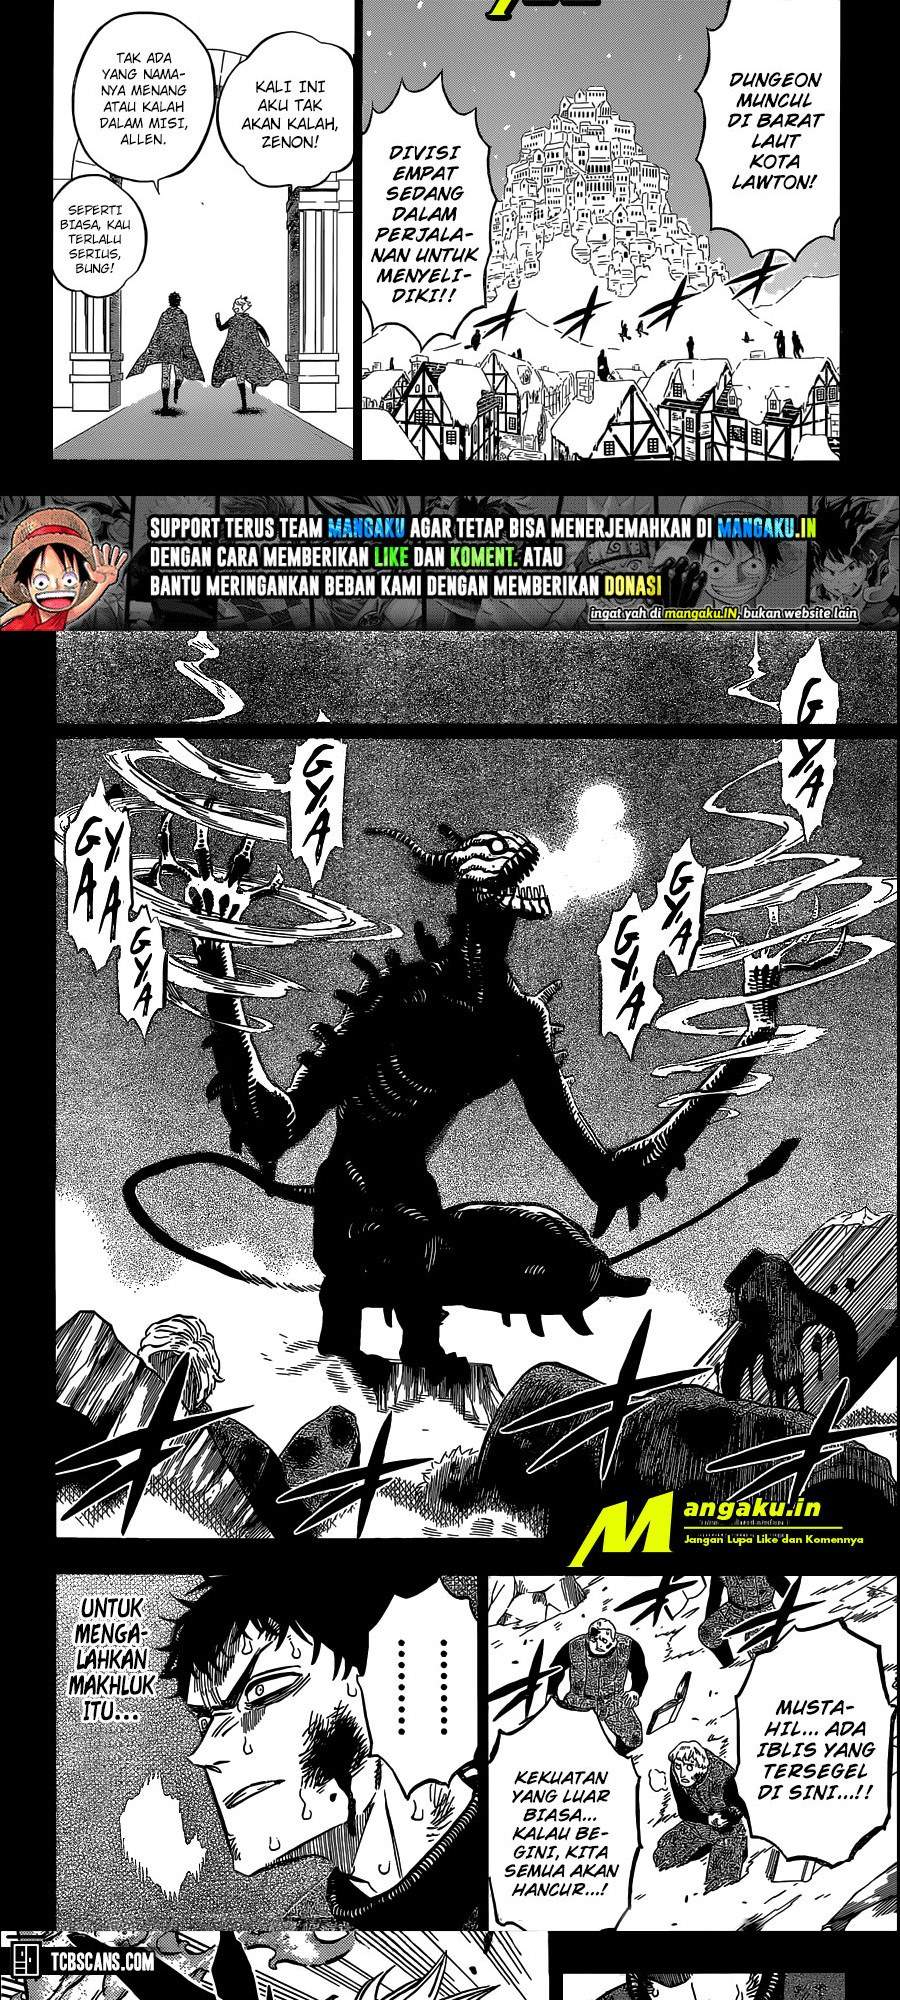 DUNGEON
MUNCUL
DI BARAT
LAUT
KOTA
LAWTON!
DIVISI
EMPAT
SEDANG
DALAM
PERJALA-
NAN UNTUK
MENYELI-
DIKI!!
KALI INI
AKU TAK
AKAN KALAH,
ZENON!
TAK ADA
YANG NAMA-
NYA MENANG
ATAU KALAH
DALAM MISI,
ALLEN.
SEPERTI
BIASA, KAU
TERLALU
SERIUS,
BUNG!
SUPPORT TERUS TEAM MANGAKU AGAR TETAP BISA MENERJEMAHKAN DI MANGAKU.IN
DENGAN CARA MEMBERIKAN LIKE DAN KOMENT. ATAU
BANTU MERINGANKAN BEBAN KAMI DENGAN MEMBERIKAN DONASI
ingat yah di mangaku.IN, bukan website lain
GYA
GYA
GYA
GYA
GYAA
GYA
Mangaku.in
Jangan Lupa Like dan Komennya
MUSTA-
HIL... ADA
IBLIS YANG
TERSEGEL
DI SINI...!!
KEKUATAN
YANG LUAR
BIASA...
KALAU BE-
GINI, KITA
SEMUA AKAN
HANCUR...!
UNTUK
MENGA-
LAHKAN
MAKHLUK
ITU...
TCBSCANS.COM